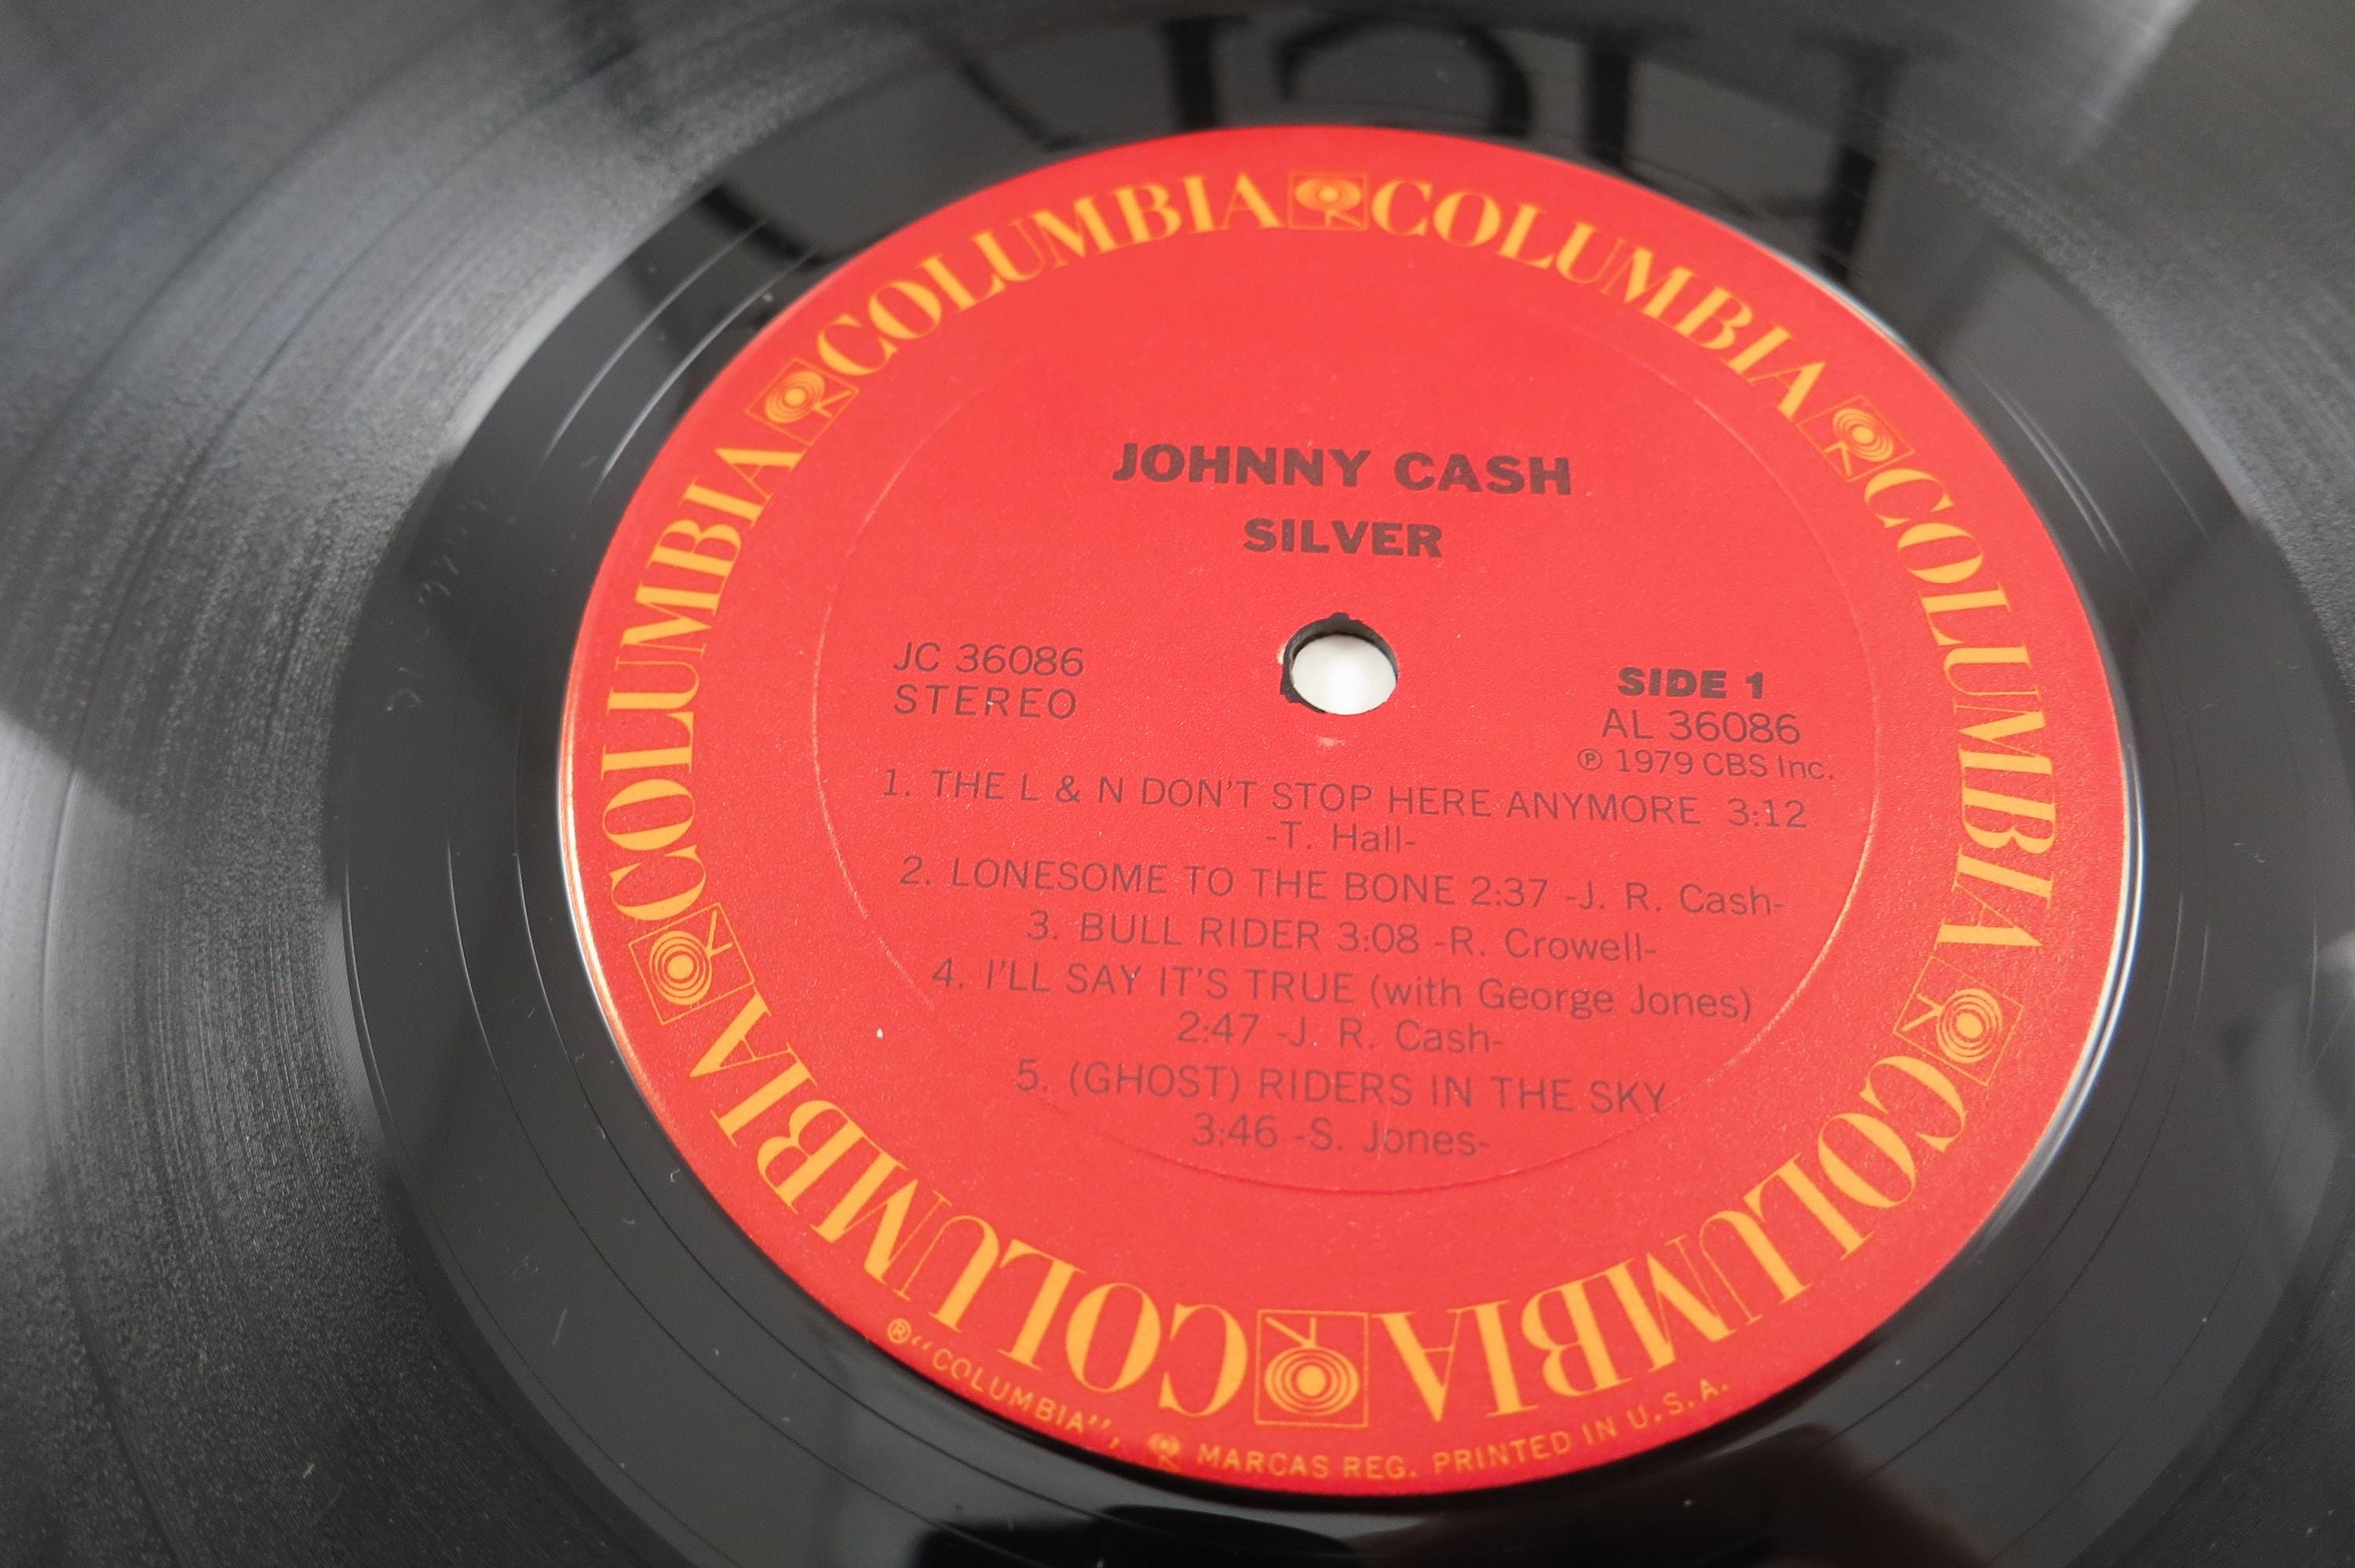 COLUMBIA COLUMBIA COLUMBIA COLUMBIA COLUMBIA COLUMBIA
JOHNNY CASH
SILVER
JC 36086
STEREO
SIDE 1
AL 36086
℗ 1979 CBS Inc.
1. THE L & N DON'T STOP HERE ANYMORE 3:12
-T. Hall-
2. LONESOME TO THE BONE 2:37 -J. R. Cash-
3. BULL RIDER 3:08 -R. Crowell-
4. I'LL SAY IT'S TRUE (with George Jones)
2:47 -J. R. Cash-
5. (GHOST) RIDERS IN THE SKY
3:46 -S. Jones-
® "COLUMBIA", MARCAS REG. PRINTED IN U.S.A.